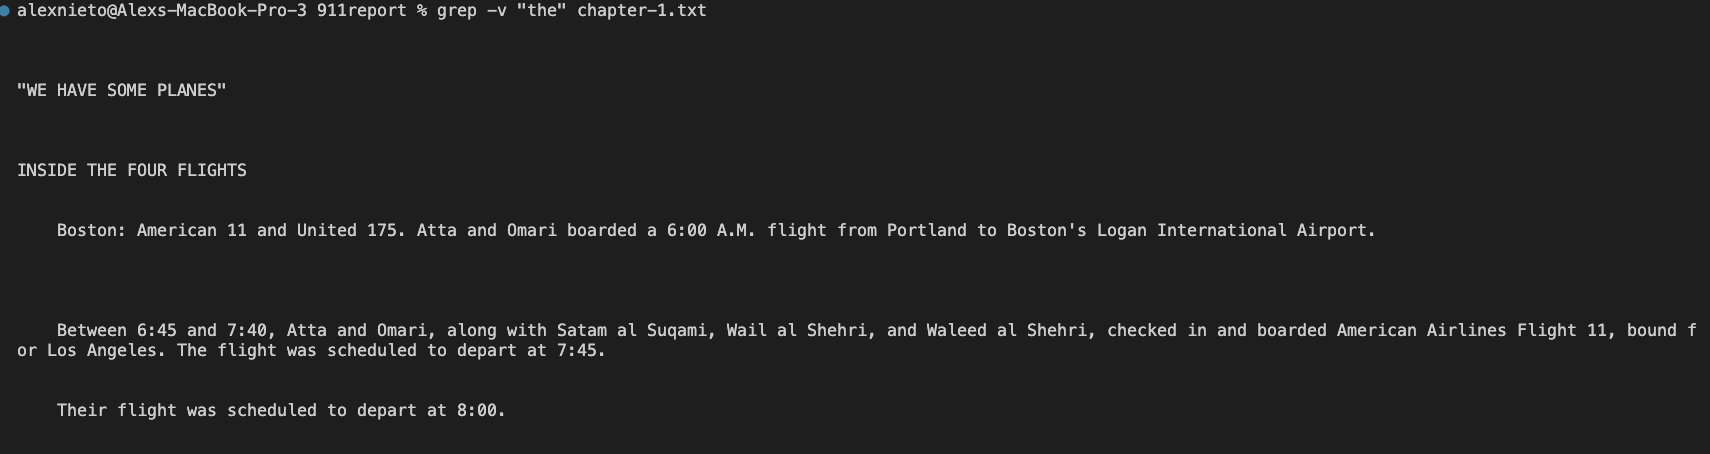 alexnieto@Alexs-MacBook-Pro-3 911report % grep -v "the" chapter-1.txt
"WE HAVE SOME PLANES"
INSIDE THE FOUR FLIGHTS
Boston: American 11 and United 175. Atta and Omari boarded a 6:00 A.M. flight from Portland to Boston's Logan International Airport.
Between 6:45 and 7:40, Atta and Omari, along with Satam al Suqami, Wail al Shehri, and Waleed al Shehri, checked in and boarded American Airlines Flight 11, bound f
or Los Angeles. The flight was scheduled to depart at 7:45.
Their flight was scheduled to depart at 8:00.